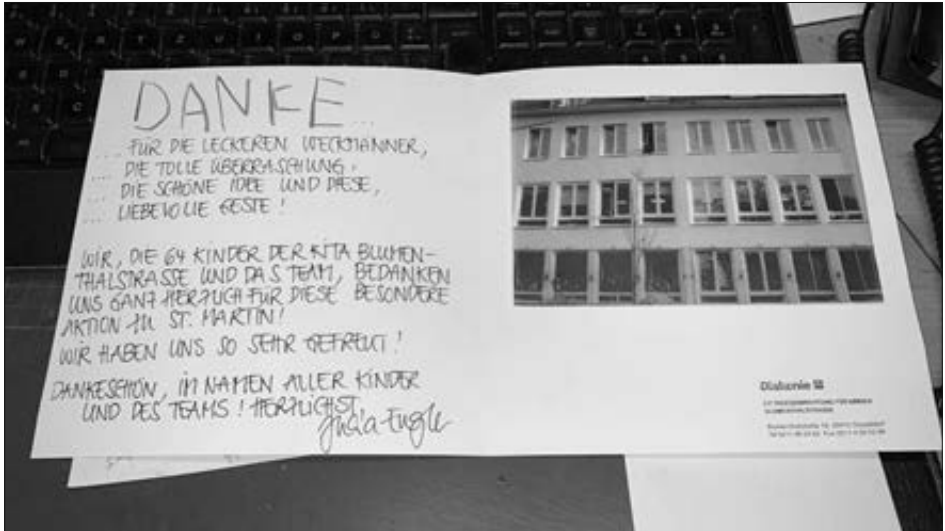 DANKE...
... FÜR DIE LECKEREN WECKMÄNNER,
... DIE TOLLE ÜBERRASCHUNG,
... DIE SCHÖNE IDEE UND DIESE,
... LIEBEVOLLE GESTE!
WIR, DIE 64 KINDER DER KITA BLUMEN-
THALSTRASSE UND DAS TEAM, BEDANKEN
UNS GANZ HERZLICH FÜR DIESE BESONDERE
AKTION ZU ST. MARTIN!
WIR HABEN UNS SO SEHR GEFREUT!
DANKESCHÖN, IM NAMEN ALLER KINDER
UND DES TEAMS! HERZLICHST,
Julia Engler
Diakonie